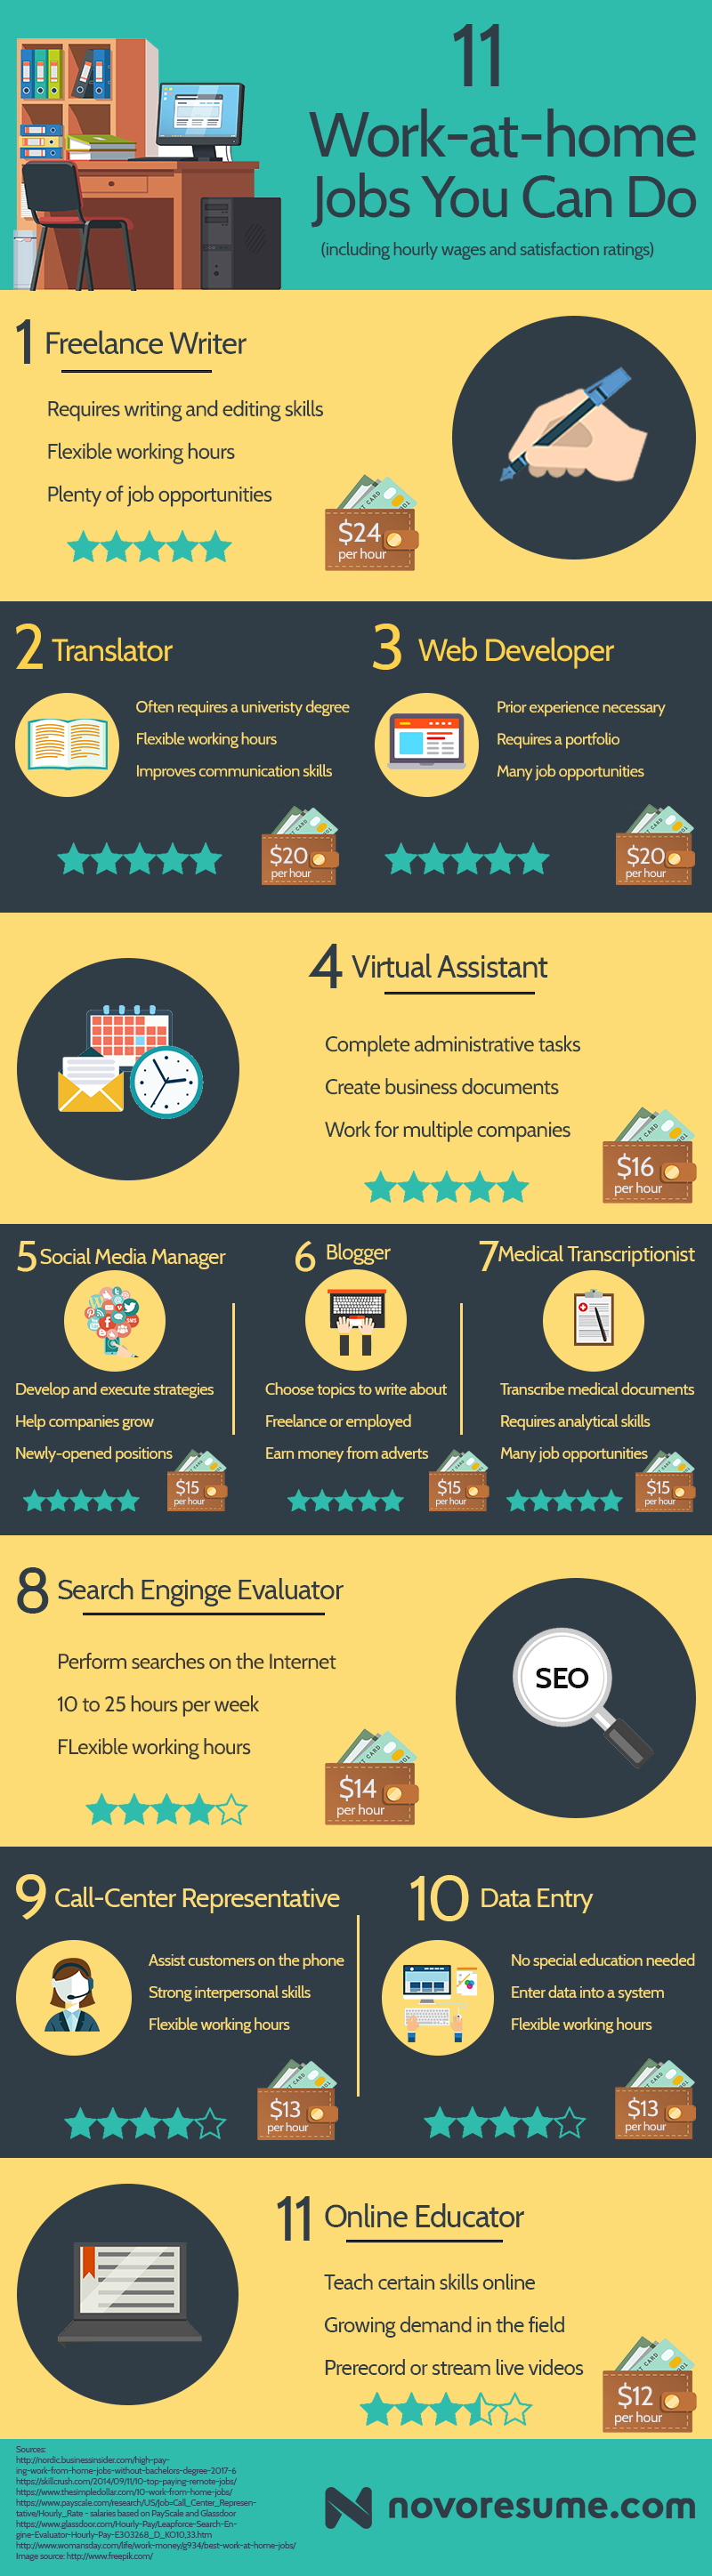 11
Work-at-home
Jobs You Can Do
(including hourly wages and satisfaction ratings)
1 Freelance Writer
Requires writing and editing skills
Flexible working hours
Plenty of job opportunities
$24
per hour
2 Translator
Often requires a univeristy degree
Flexible working hours
Improves communication skills
$20
per hour
3 Web Developer
Prior experience necessary
Requires a portfolio
Many job opportunities
$20
per hour
4 Virtual Assistant
Complete administrative tasks
Create business documents
Work for multiple companies
$16
per hour
5 Social Media Manager
Develop and execute strategies
Help companies grow
Newly-opened positions
$15
per hour
6 Blogger
Choose topics to write about
Freelance or employed
Earn money from adverts
$15
per hour
7 Medical Transcriptionist
Transcribe medical documents
Requires analytical skills
Many job opportunities
$15
per hour
8 Search Enginge Evaluator
Perform searches on the Internet
10 to 25 hours per week
FLexible working hours
$14
per hour
SEO
9 Call-Center Representative
Assist customers on the phone
Strong interpersonal skills
Flexible working hours
$13
per hour
10 Data Entry
No special education needed
Enter data into a system
Flexible working hours
$13
per hour
11 Online Educator
Teach certain skills online
Growing demand in the field
Prerecord or stream live videos
$12
per hour
Sources:
http://nordic.businessinsider.com/high-pay-
ing-work-from-home-jobs-without-bachelors-degree-2017-6
https://skillcrush.com/2014/09/11/10-top-paying-remote-jobs/
https://www.thesimpledollar.com/10-work-from-home-jobs/
https://www.payscale.com/research/US/Job=Call_Center_Represen-
tative/Hourly_Rate - salaries based on PayScale and Glassdoor
https://www.glassdoor.com/Hourly-Pay/Leapforce-Search-En-
gine-Evaluator-Hourly-Pay-E303268_D_KO10,33.htm
http://www.womansday.com/life/work-money/g934/best-work-at-home-jobs/
Image source: http://www.freepik.com/
novoresume.com